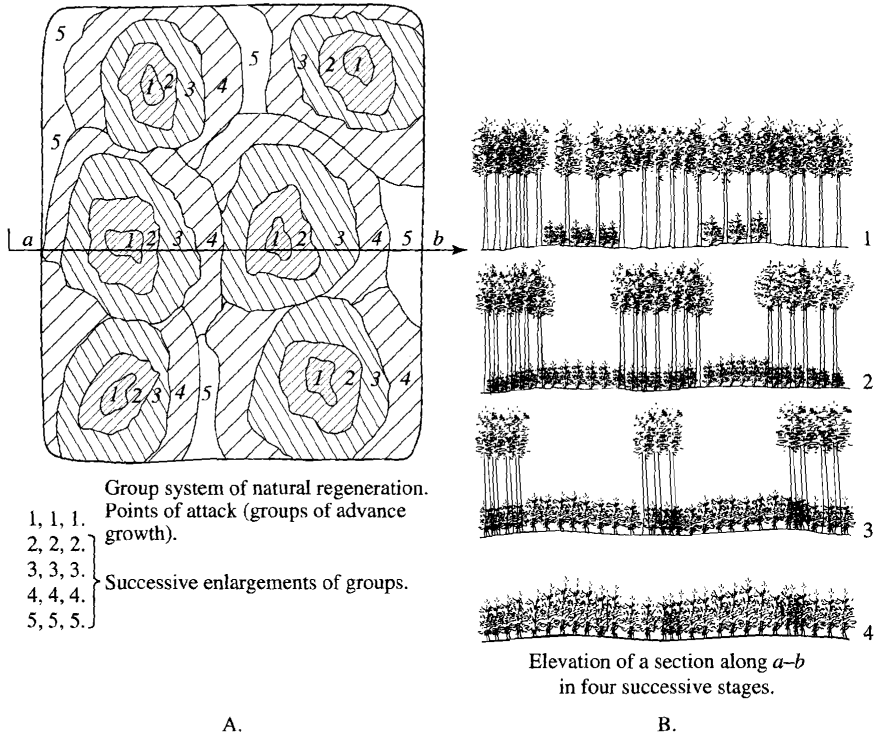 5
5
1 2 3 4
3 2 1
5
a 1 2 3 4 1 2 3 4 5 b
1 2 3 4 5
1 2 3 4
Group system of natural regeneration.
1, 1, 1. Points of attack (groups of advance
growth).
2, 2, 2.
3, 3, 3.
4, 4, 4.
5, 5, 5.
Successive enlargements of groups.
A.
1
2
3
4
Elevation of a section along a–b
in four successive stages.
B.